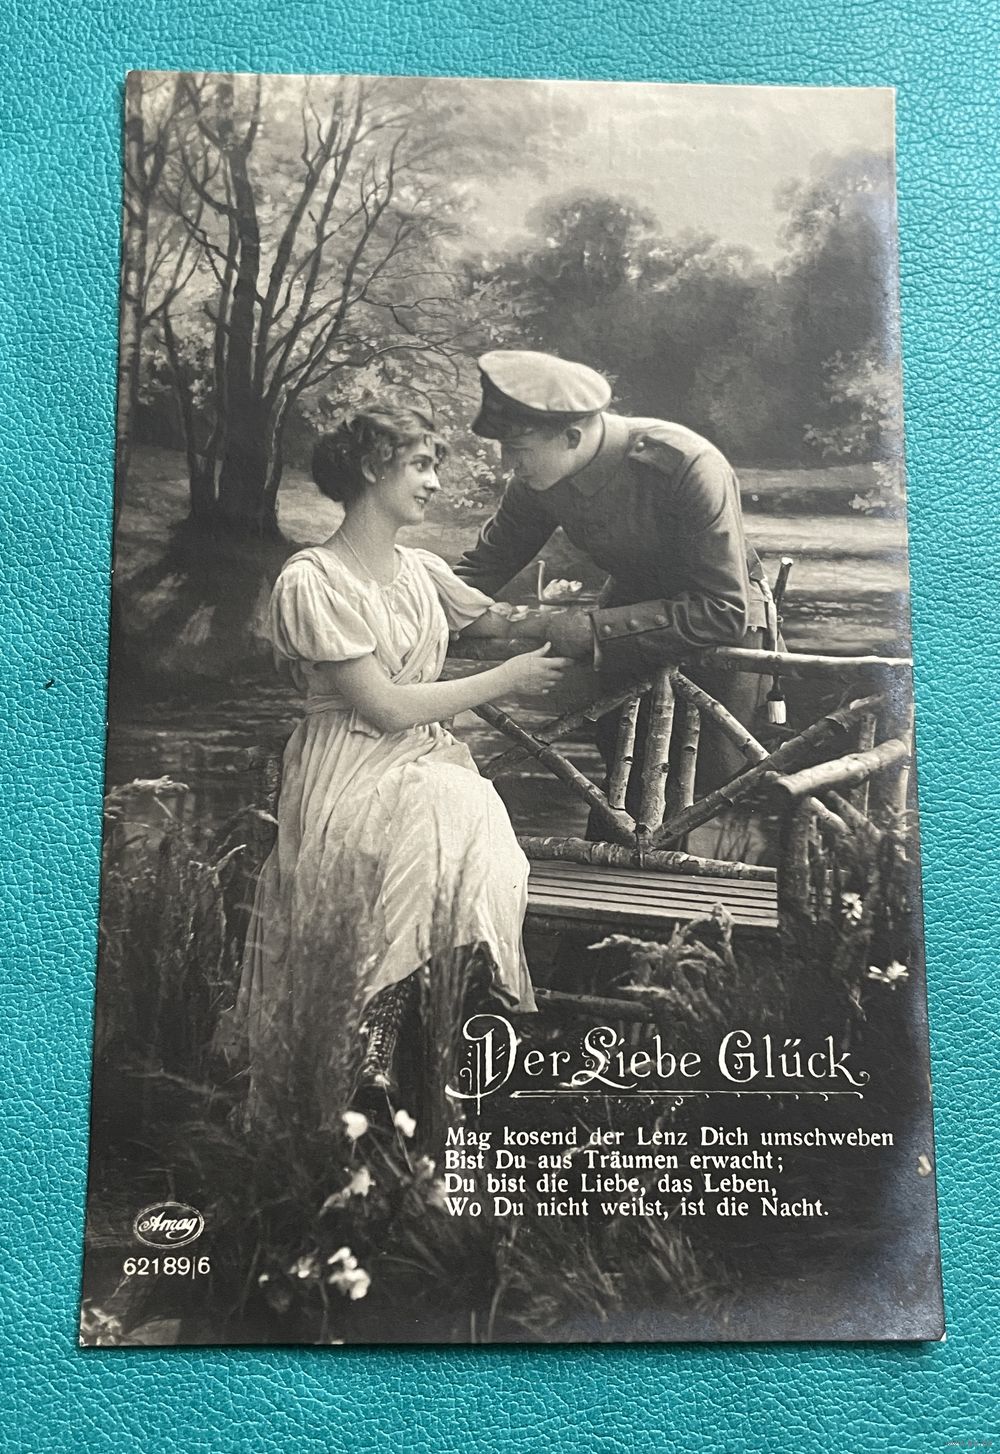 Der Liebe Glück
Mag kosend der Lenz Dich umschweben
Bist Du aus Träumen erwacht;
Du bist die Liebe, das Leben,
Wo Du nicht weilst, ist die Nacht.
Amag
62189|6